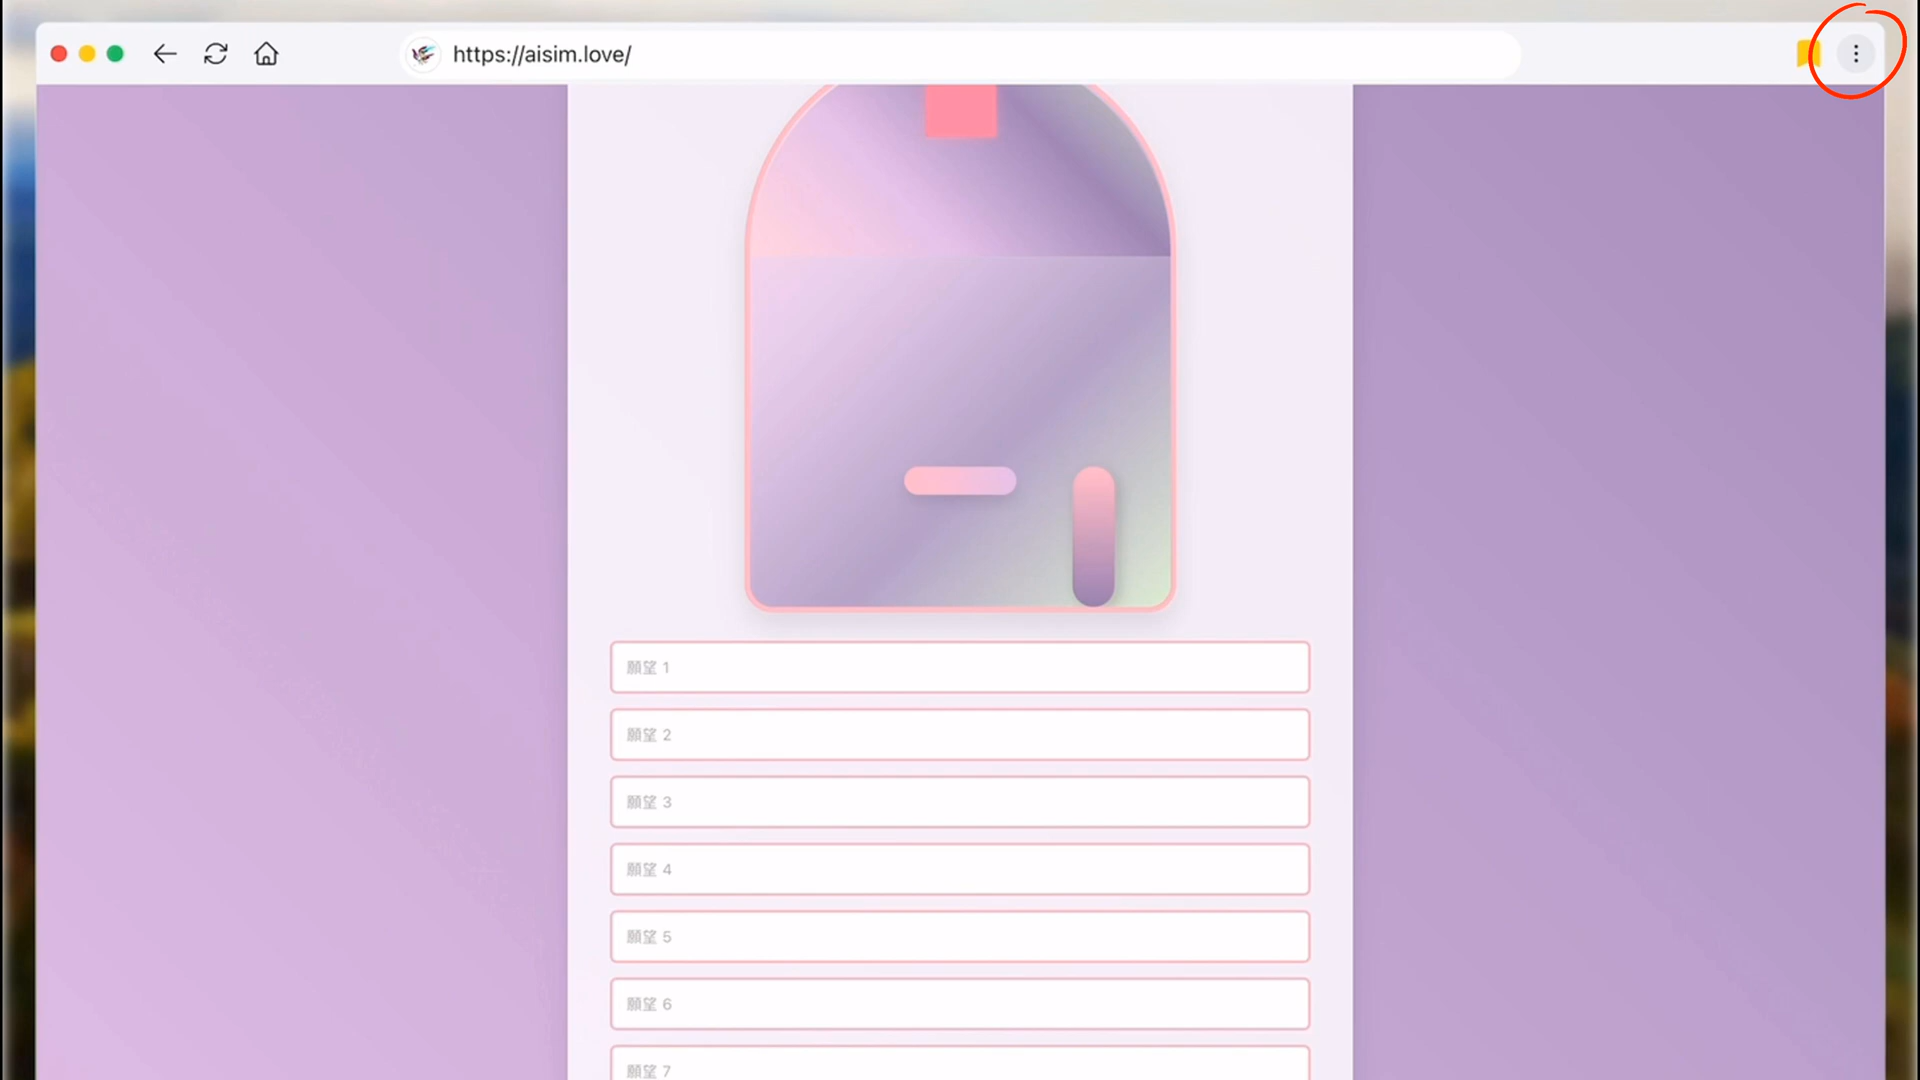 https://aisim.love/
願望 1
願望 2
願望 3
願望 4
願望 5
願望 6
願望 7